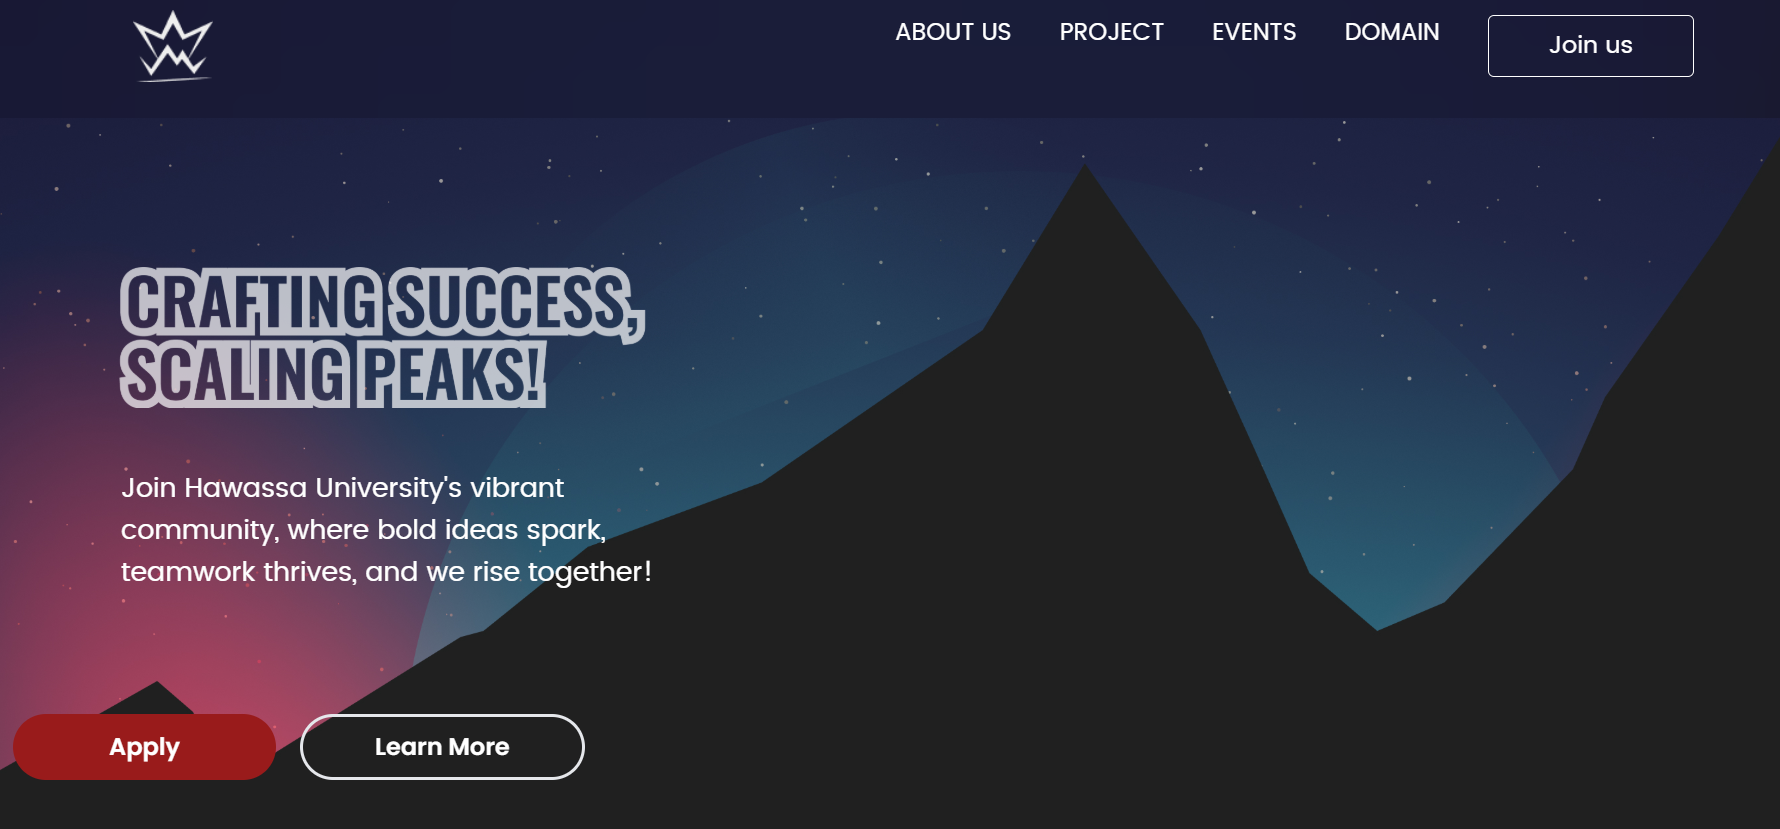 ABOUT US
PROJECT
EVENTS
DOMAIN
Join us
CRAFTING SUCCESS,
SCALING PEAKS!
Join Hawassa University's vibrant
community, where bold ideas spark,
teamwork thrives, and we rise together!
Apply
Learn More